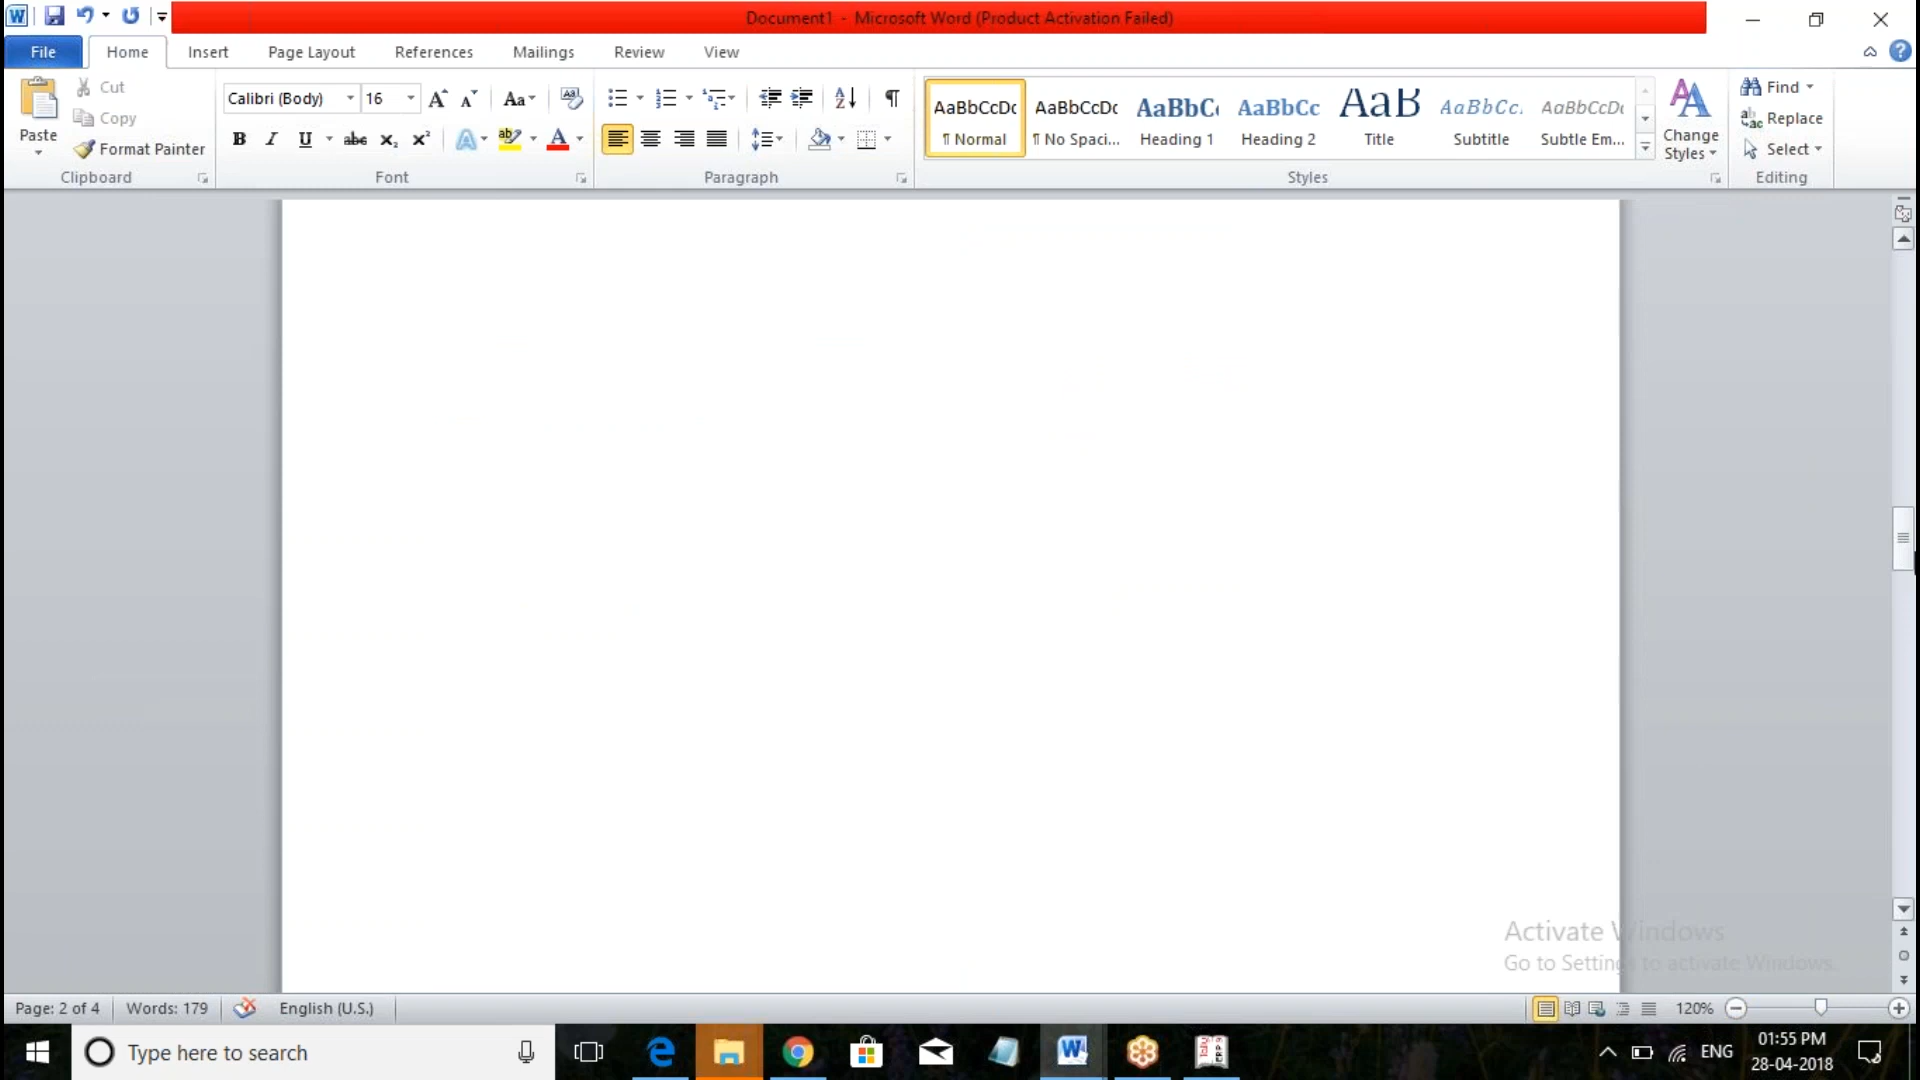 Document1 - Microsoft Word (Product Activation Failed)
File Home Insert Page Layout References Mailings Review View
Paste
Cut
Copy
Format Painter
Clipboard
Calibri (Body) 16
Font
Paragraph
AaBbCcDc AaBbCcDc AaBbC AaBbCc AaB AaBbCc. AaBbCcDc
¶ Normal ¶ No Spaci... Heading 1 Heading 2 Title Subtitle Subtle Em...
Styles
Change
Styles
Find
Replace
Select
Editing
Activate Windows
Go to Settings to activate Windows.
Page: 2 of 4 Words: 179 English (U.S.) 120%
Type here to search
ENG
01:55 PM
28-04-2018